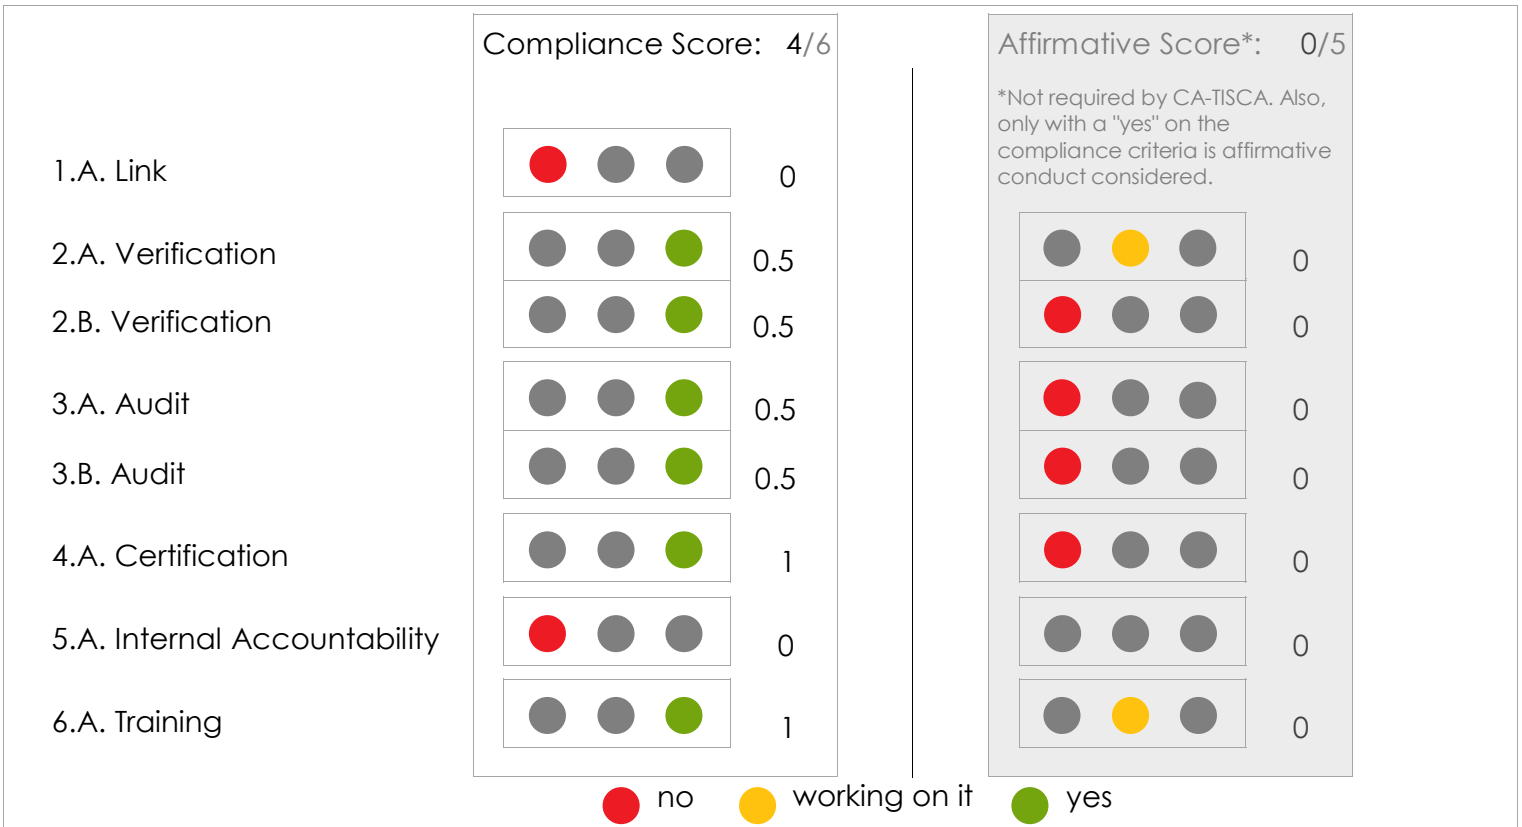 Compliance Score: 4/6
Affirmative Score*: 0/5
*Not required by CA-TISCA. Also,
only with a "yes" on the
compliance criteria is affirmative
conduct considered.
1.A. Link 0
2.A. Verification 0.5 0
2.B. Verification 0.5 0
3.A. Audit 0.5 0
3.B. Audit 0.5 0
4.A. Certification 1 0
5.A. Internal Accountability 0 0
6.A. Training 1 0
no working on it yes